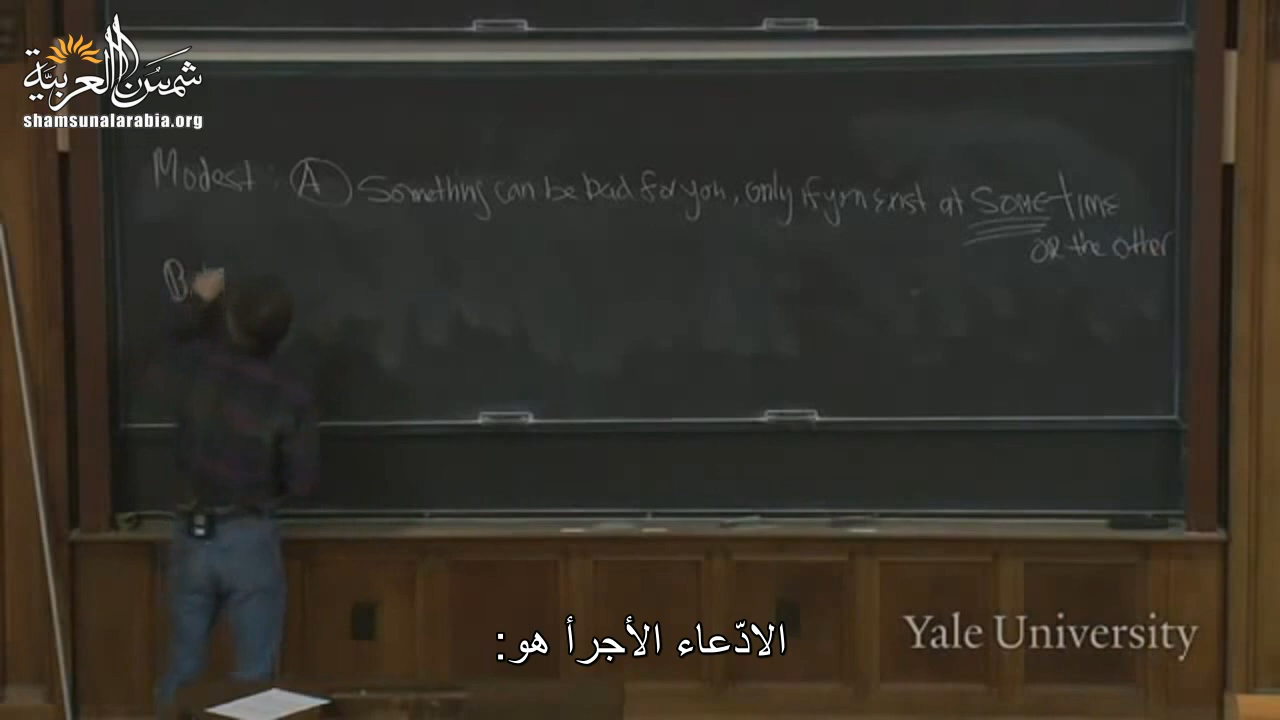 شمس العربية
shamsunalarabia.org
Modest: (A) Something can be bad for you, only if you exist at SOME TIME
OR the other
B
الادّعاء الأجرأ هو:
Yale University